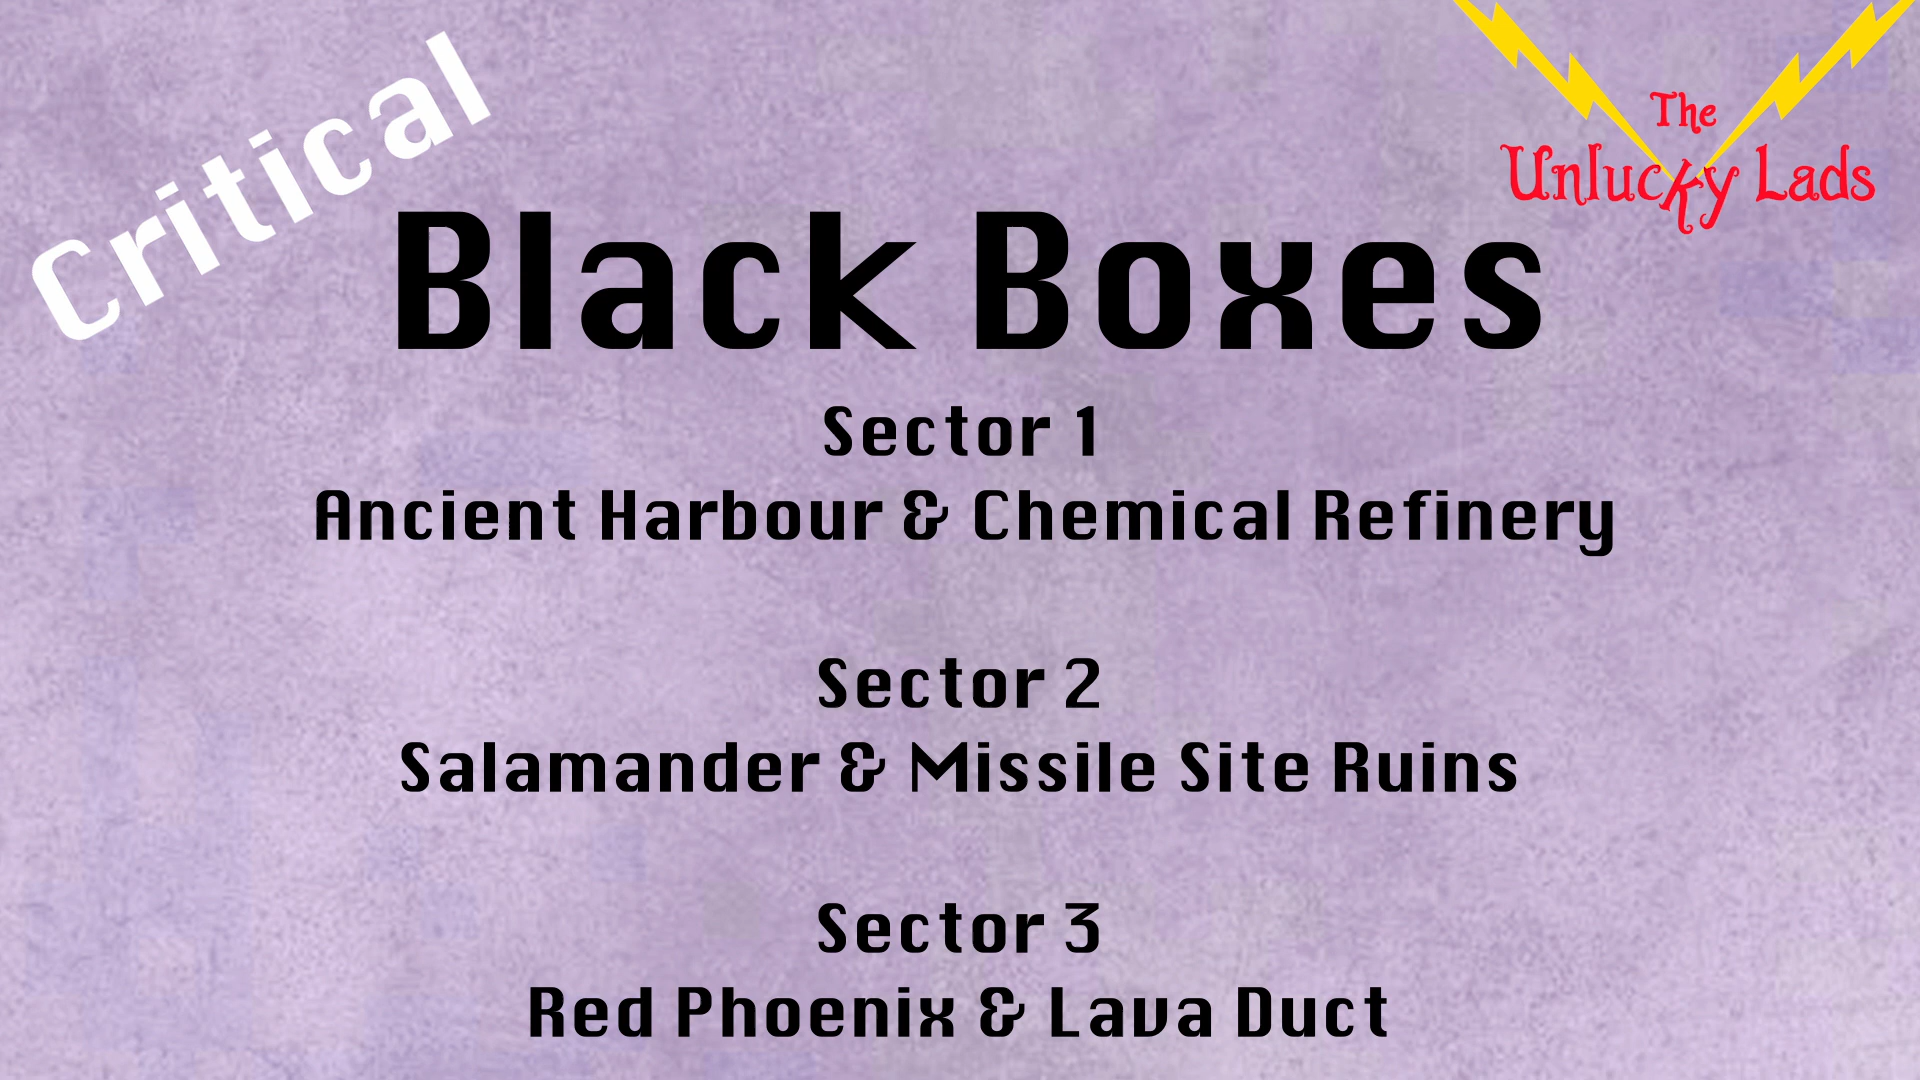 Critical
The
Unlucky Lads
Black Boxes
Sector 1
Ancient Harbour & Chemical Refinery
Sector 2
Salamander & Missile Site Ruins
Sector 3
Red Phoenix & Lava Duct